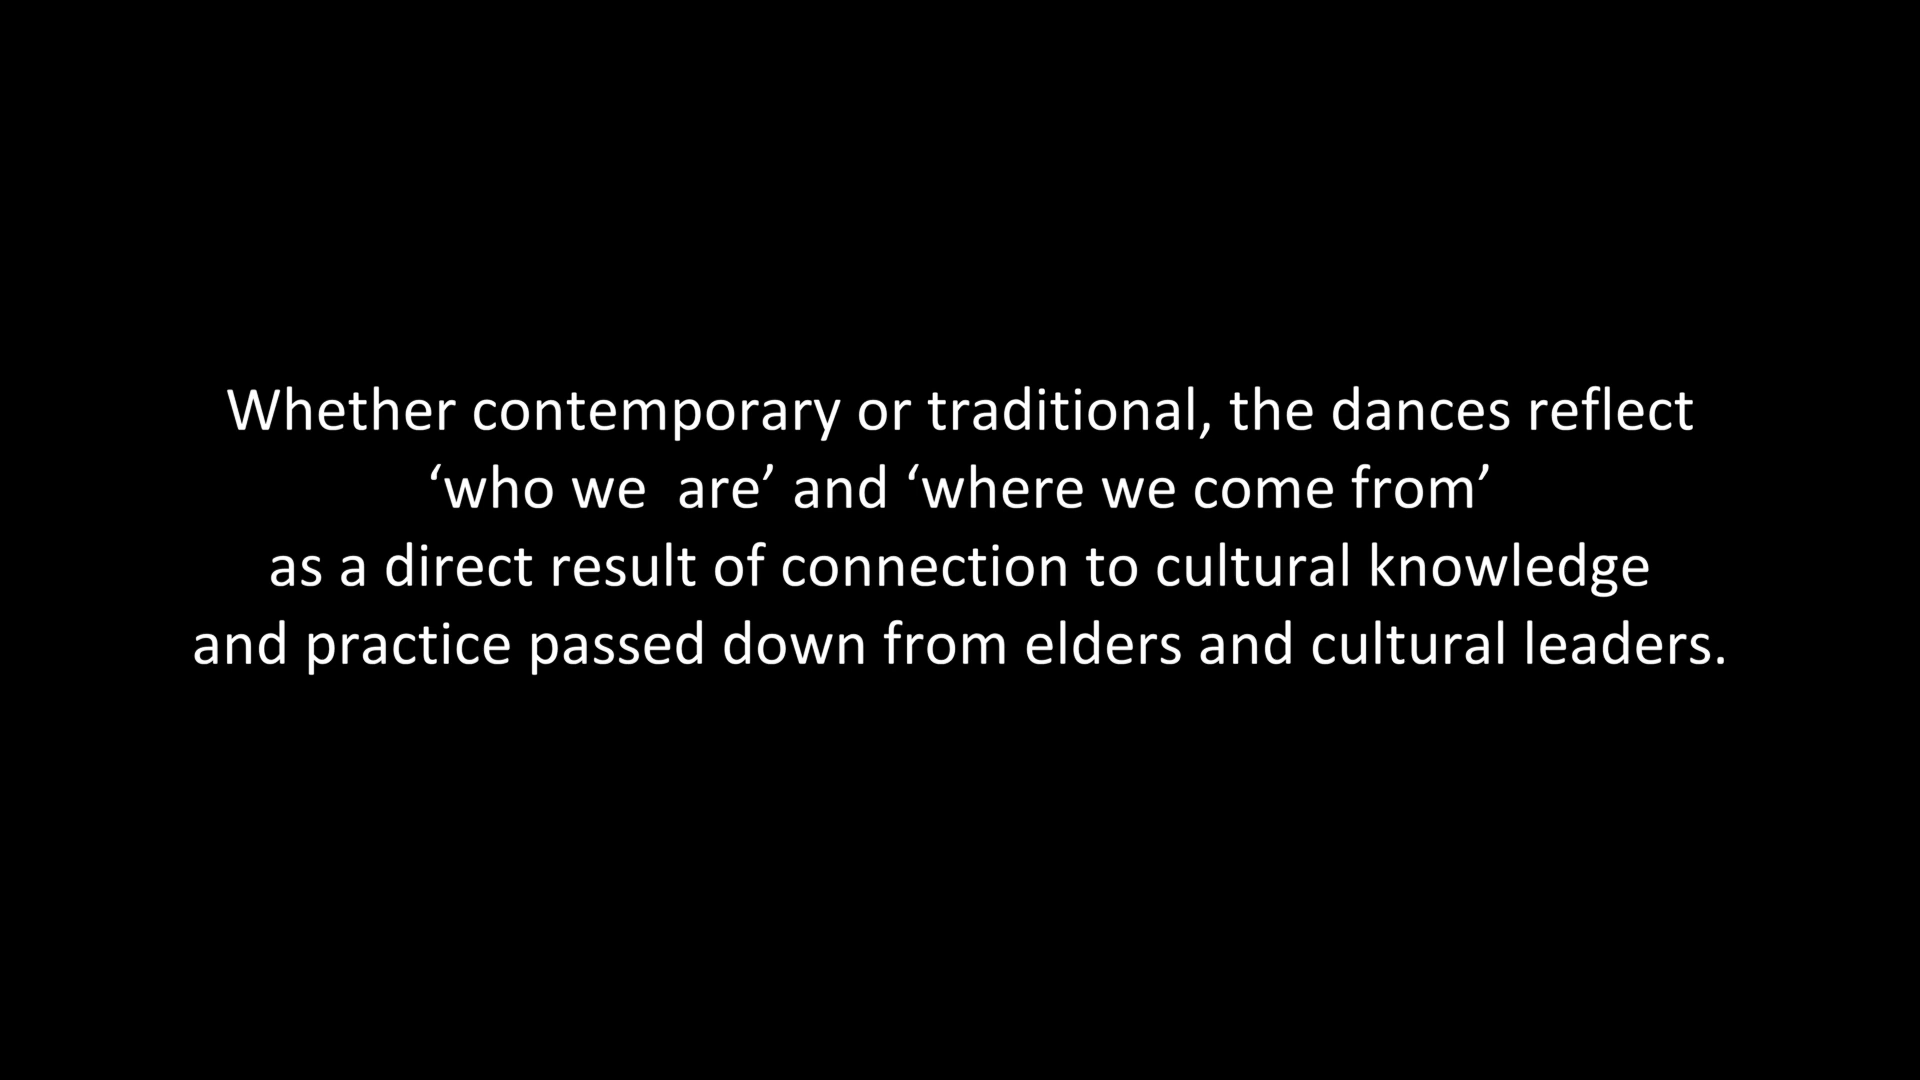 Whether contemporary or traditional, the dances reflect
‘who we  are’ and ‘where we come from’
as a direct result of connection to cultural knowledge
and practice passed down from elders and cultural leaders.